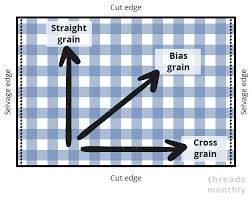 Cut edge
Straight
grain
Bias
grain
Selvage edge
Selvage edge
Cross
grain
Cut edge
threads
monthly